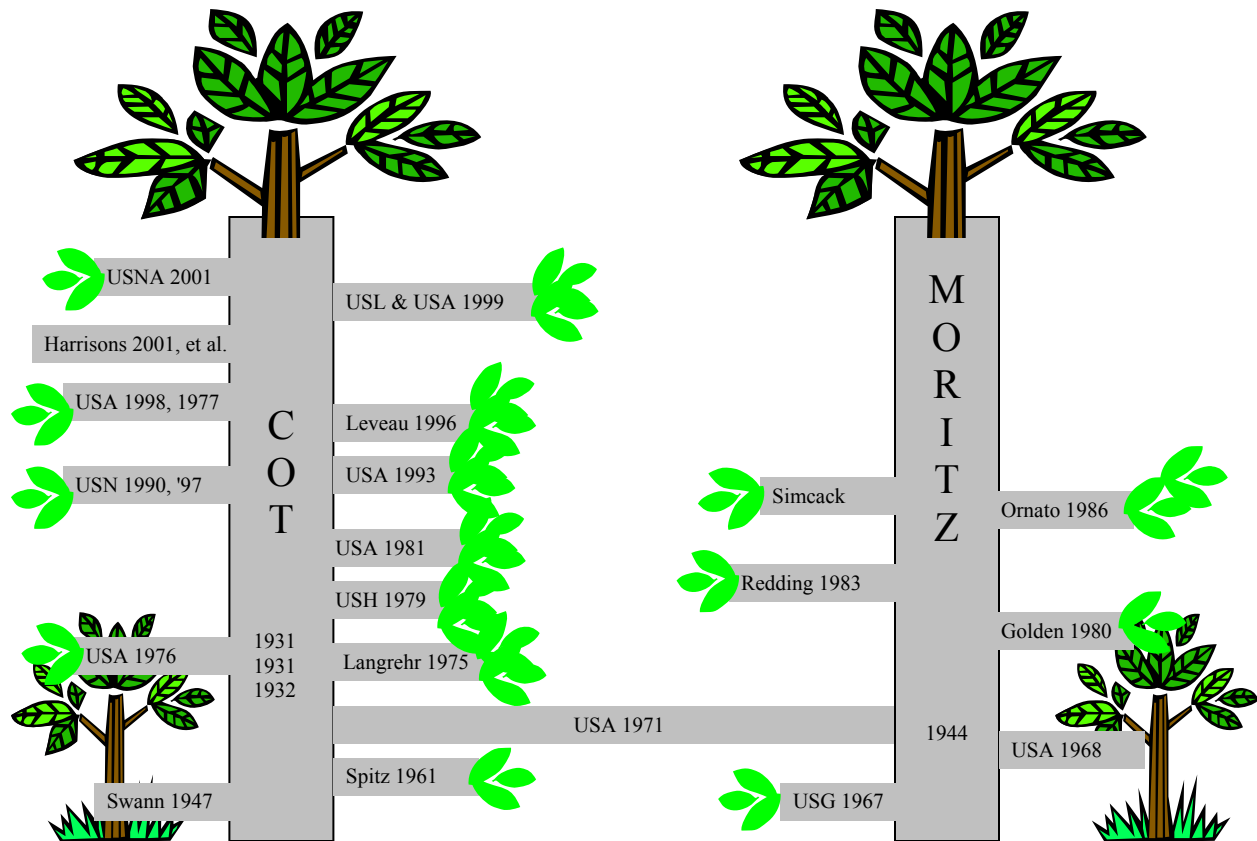 USNA 2001
Harrisons 2001, et al.
USA 1998, 1977
USN 1990, '97
USA 1976
Swann 1947
COT
1931
1931
1932
USL & USA 1999
Leveau 1996
USA 1993
USA 1981
USH 1979
Langrehr 1975
USA 1971
Spitz 1961
Simcack
Redding 1983
USG 1967
MORITZ
1944
Ornato 1986
Golden 1980
USA 1968